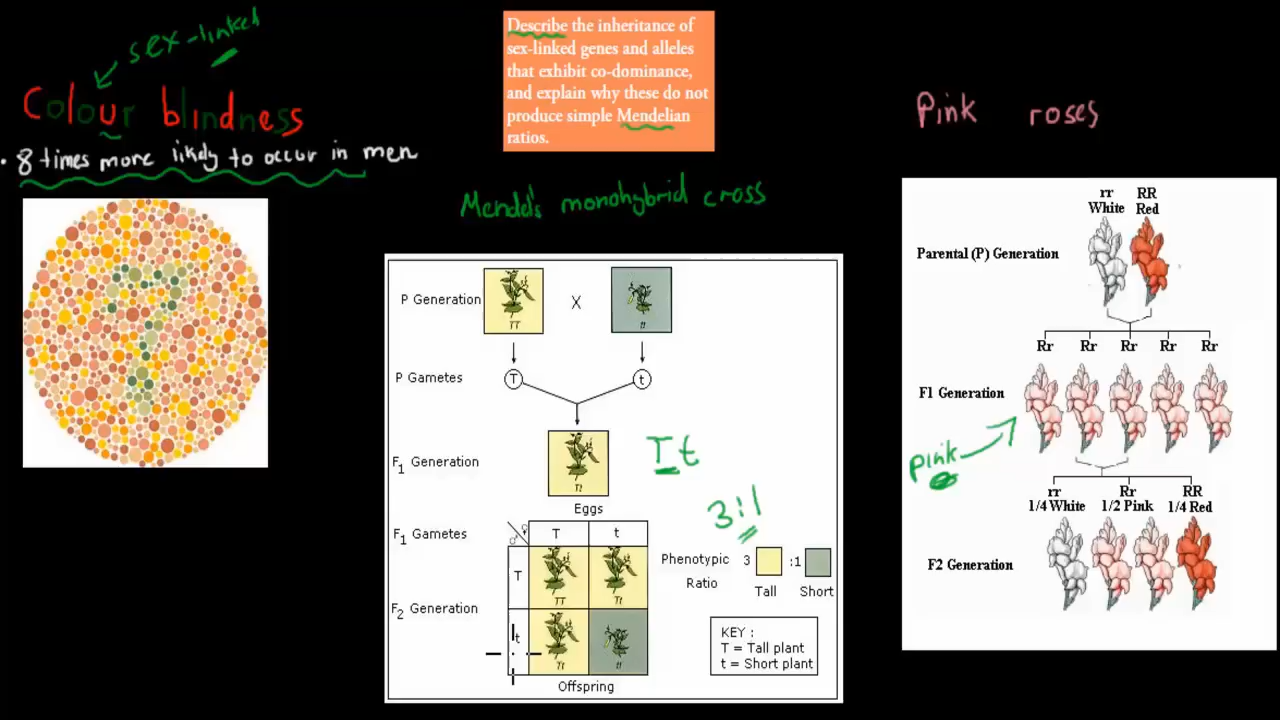 sex-linked
Colour blindness
• 8 times more likely to occur in men
Describe the inheritance of
sex-linked genes and alleles
that exhibit co-dominance,
and explain why these do not
produce simple Mendelian
ratios.
Mendel's monohybrid cross
P Generation
TT
X
tt
P Gametes
T
t
F1 Generation
Tt
Tt
Eggs
F1 Gametes
♂ ♀
T
t
T
TT
Tt
F2 Generation
t
Tt
tt
Offspring
3:1
Phenotypic
Ratio
3
:1
Tall
Short
KEY :
T = Tall plant
t = Short plant
Pink roses
rr
White
RR
Red
Parental (P) Generation
Rr Rr Rr Rr Rr
F1 Generation
pink
rr
1/4 White
Rr
1/2 Pink
RR
1/4 Red
F2 Generation